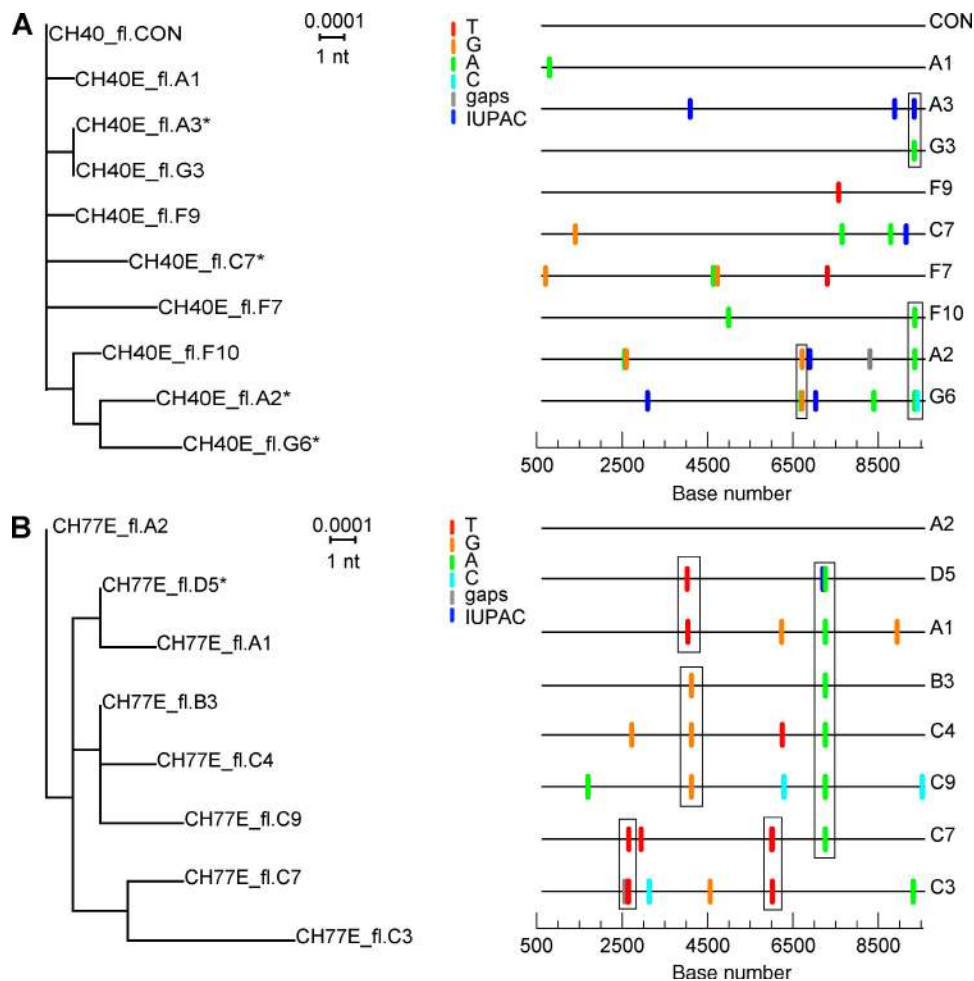 A
CH40_fl.CON
CH40E_fl.A1
CH40E_fl.A3*
CH40E_fl.G3
CH40E_fl.F9
CH40E_fl.C7*
CH40E_fl.F7
CH40E_fl.F10
CH40E_fl.A2*
CH40E_fl.G6*
0.0001
1 nt
T
G
A
C
gaps
IUPAC
CON
A1
A3
G3
F9
C7
F7
F10
A2
G6
500 2500 4500 6500 8500
Base number
B
CH77E_fl.A2
CH77E_fl.D5*
CH77E_fl.A1
CH77E_fl.B3
CH77E_fl.C4
CH77E_fl.C9
CH77E_fl.C7
CH77E_fl.C3
0.0001
1 nt
T
G
A
C
gaps
IUPAC
A2
D5
A1
B3
C4
C9
C7
C3
500 2500 4500 6500 8500
Base number